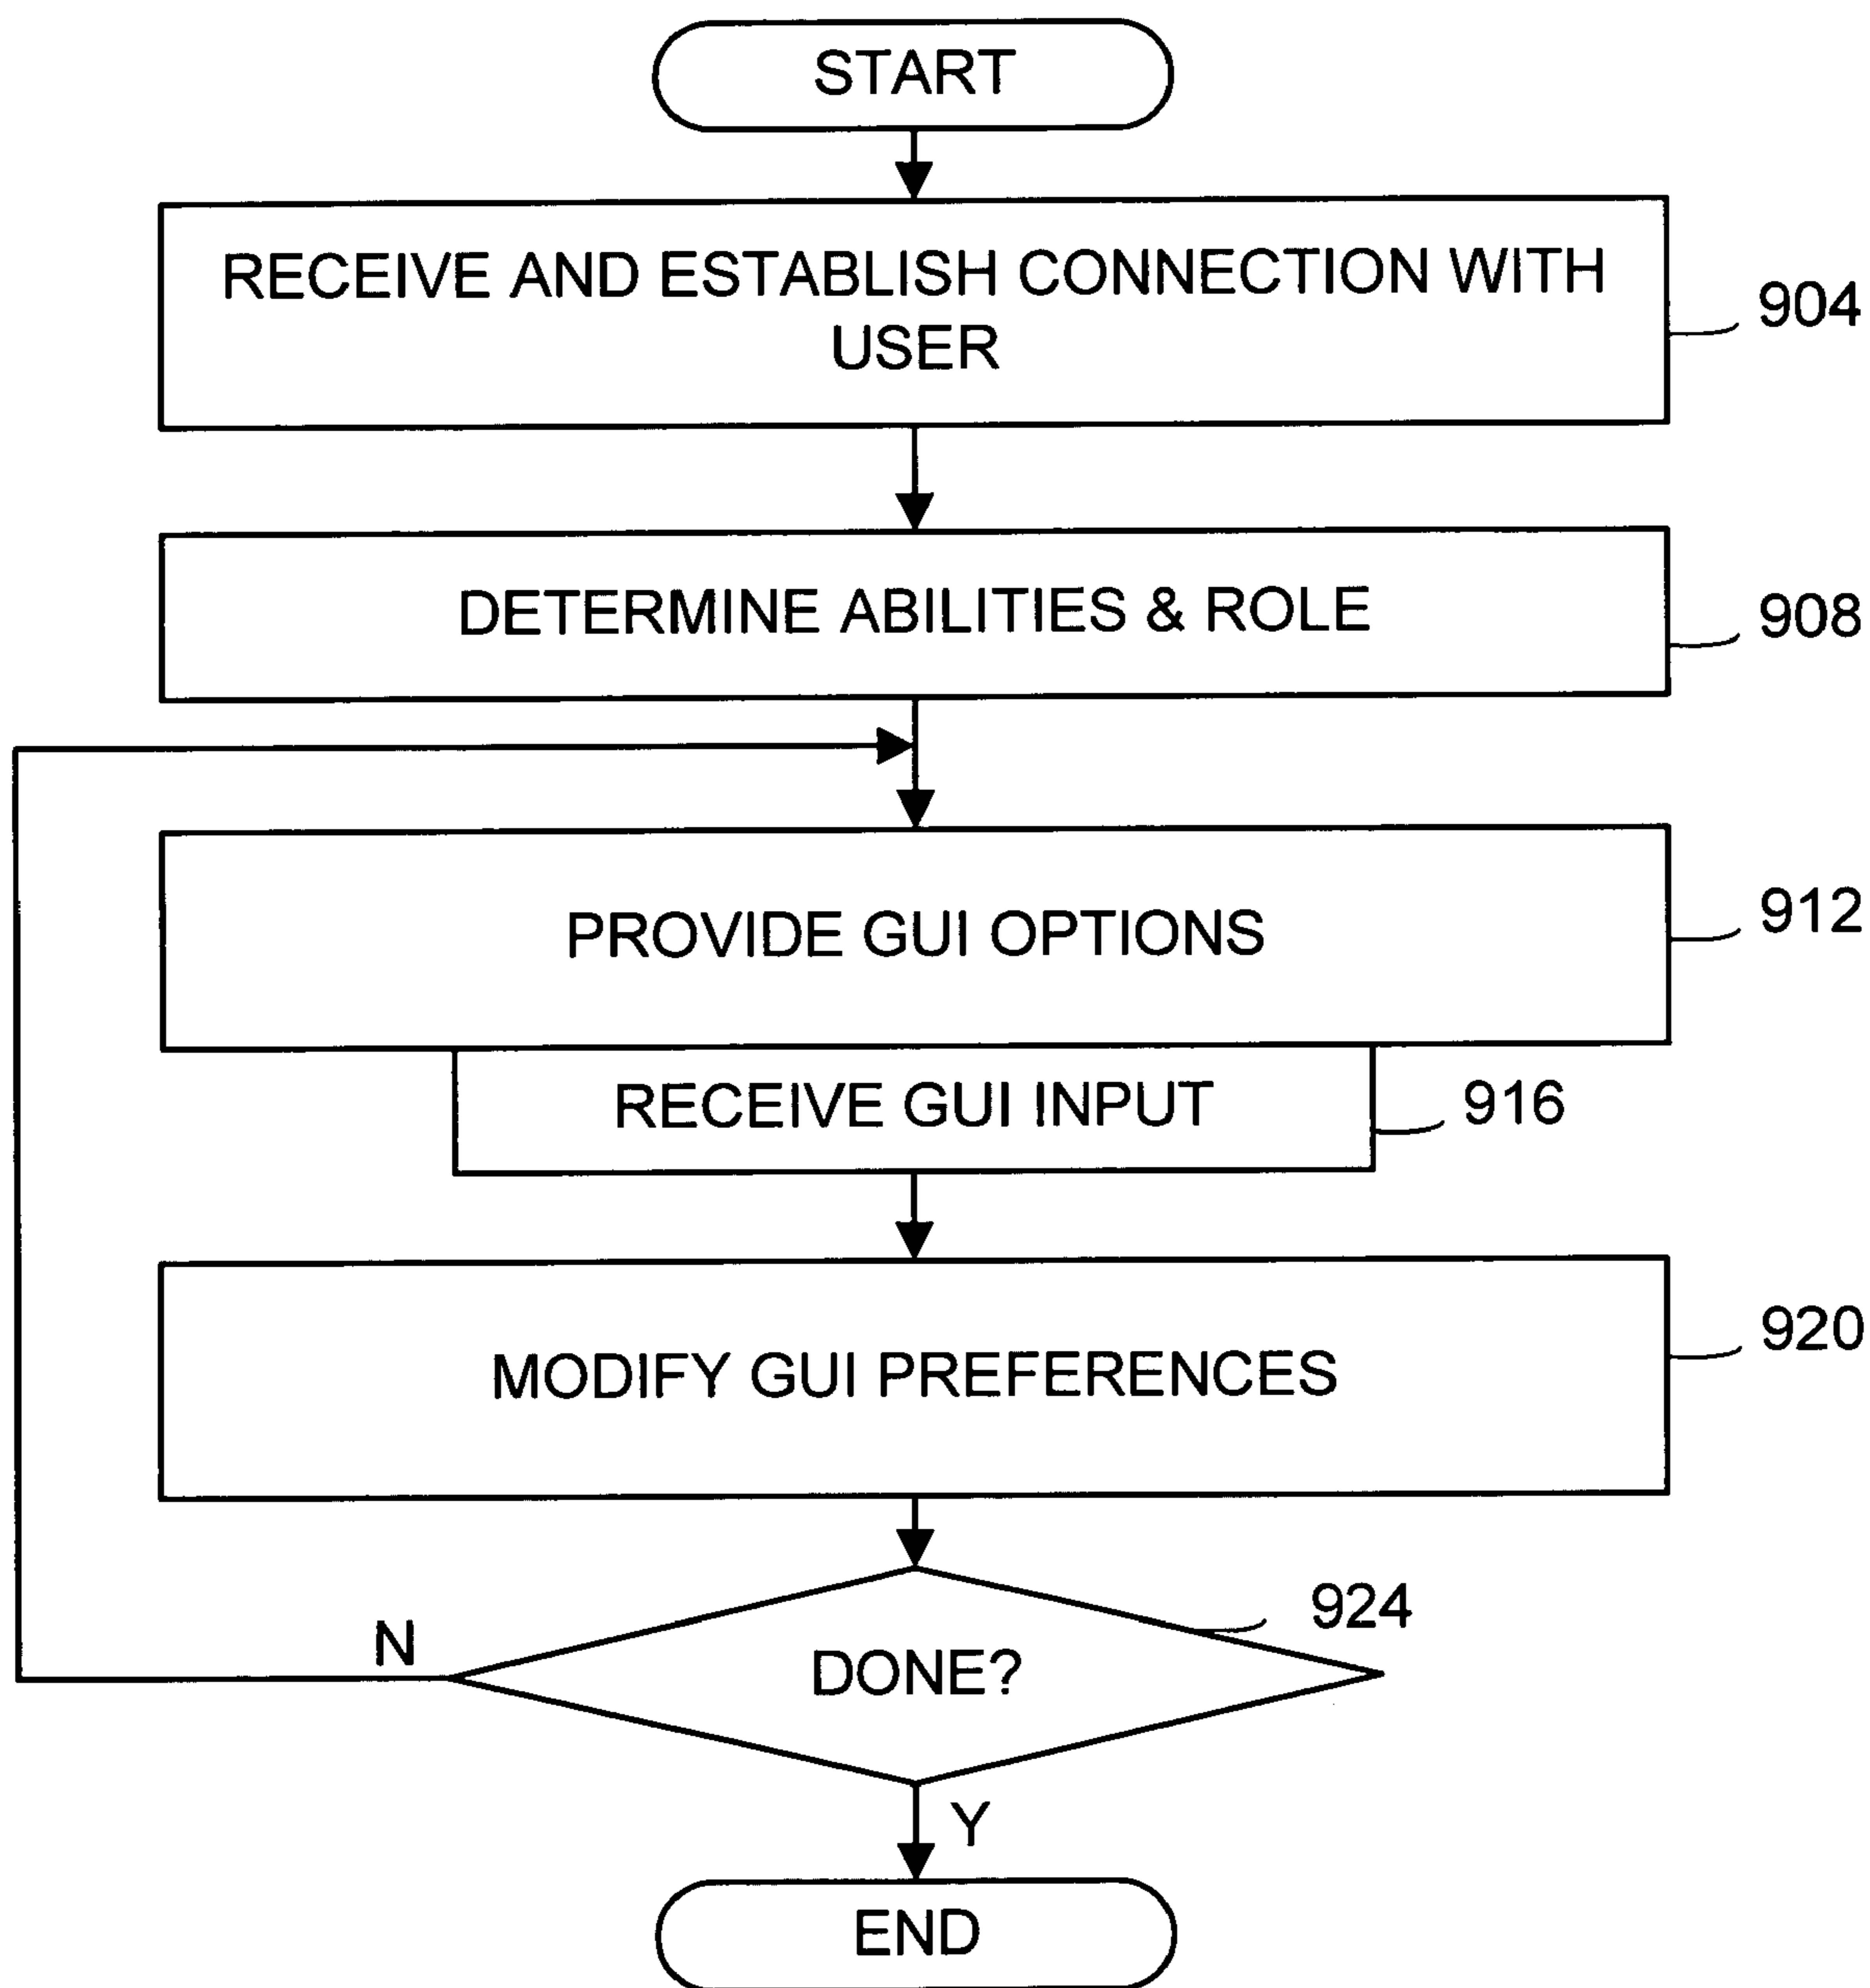 START
RECEIVE AND ESTABLISH CONNECTION WITH
USER
904
DETERMINE ABILITIES & ROLE
908
PROVIDE GUI OPTIONS
912
RECEIVE GUI INPUT
916
MODIFY GUI PREFERENCES
920
924
N
DONE?
Y
END